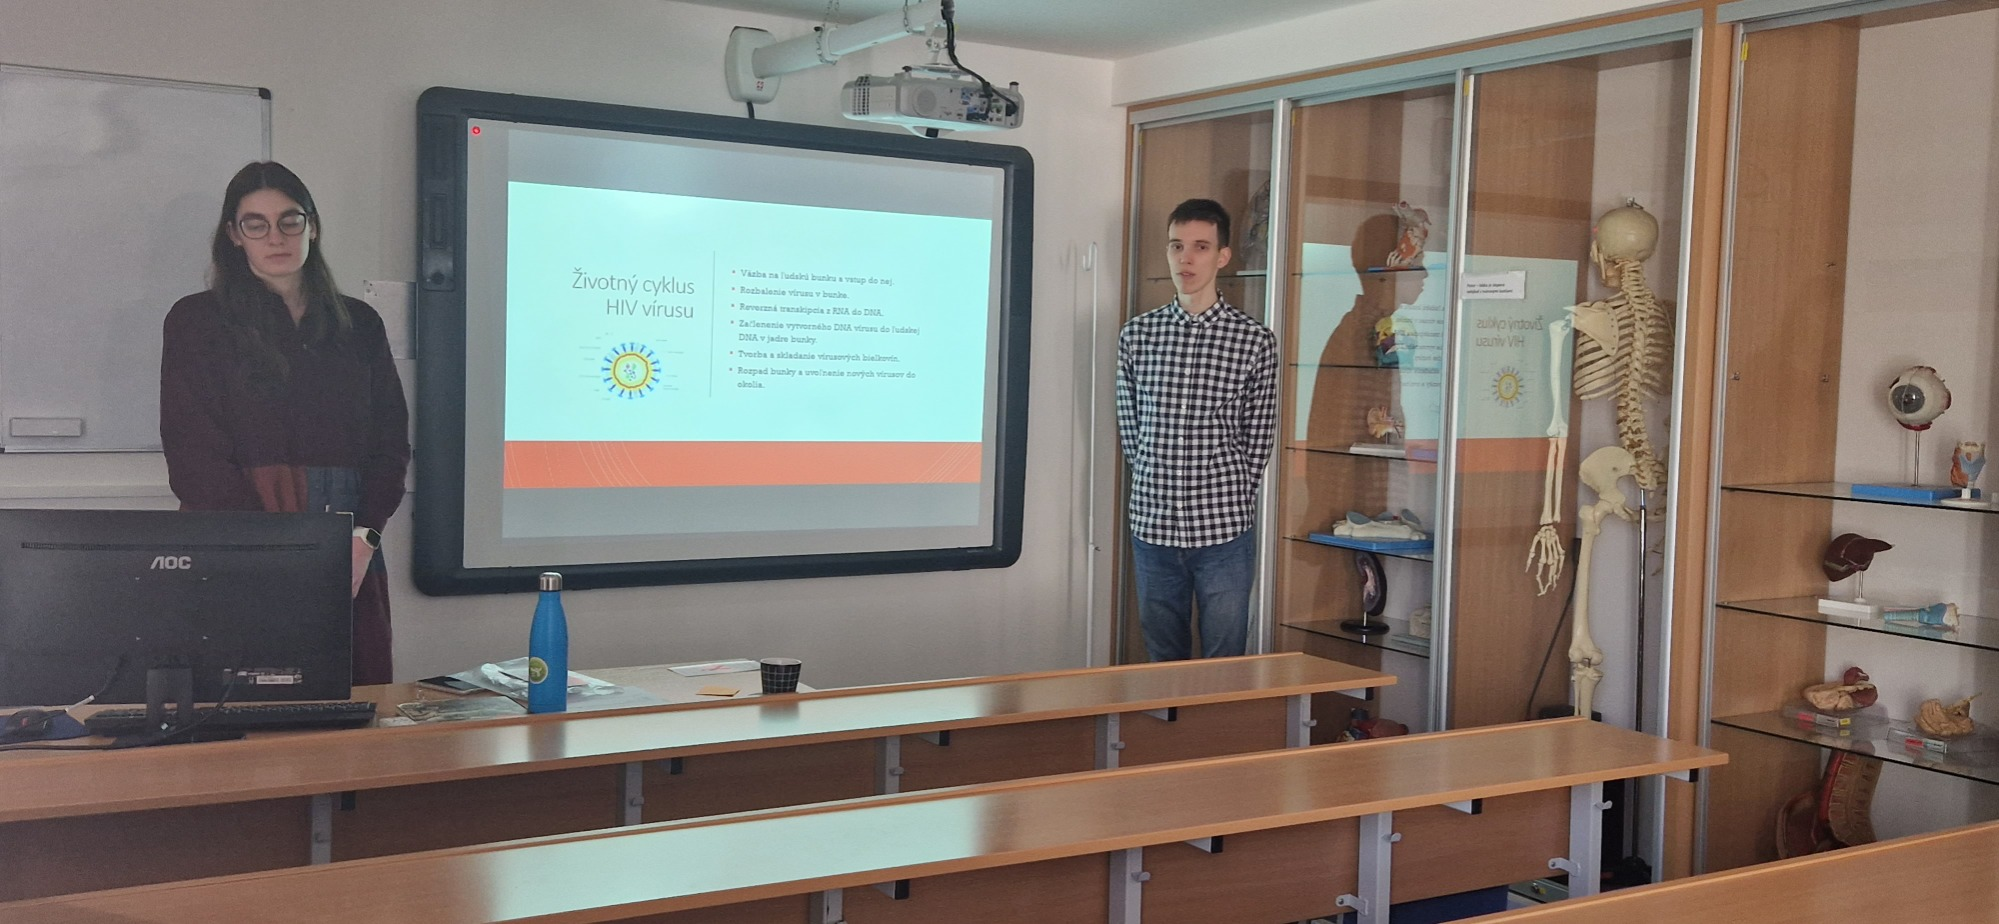 Životný cyklus
HIV vírusu
Väzba na ľudskú bunku a vstup do nej.
Rozbalenie vírusu v bunke.
Reverzná transkipcia z RNA do DNA.
Začlenenie vytvorného DNA vírusu do ľudskej
DNA v jadre bunky.
Tvorba a skladanie vírusových bielkovín.
Rozpad bunky a uvoľnenie nových vírusov do
okolia.
AOC